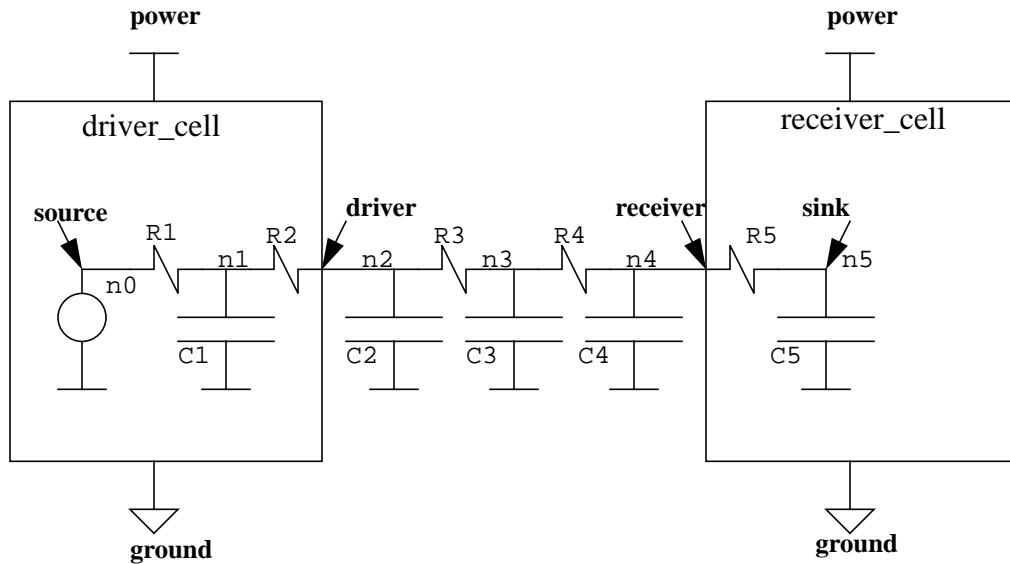 power power
driver_cell receiver_cell
source driver receiver sink
R1 R2 R3 R4 R5
n0 n1 n2 n3 n4 n5
C1 C2 C3 C4 C5
ground ground